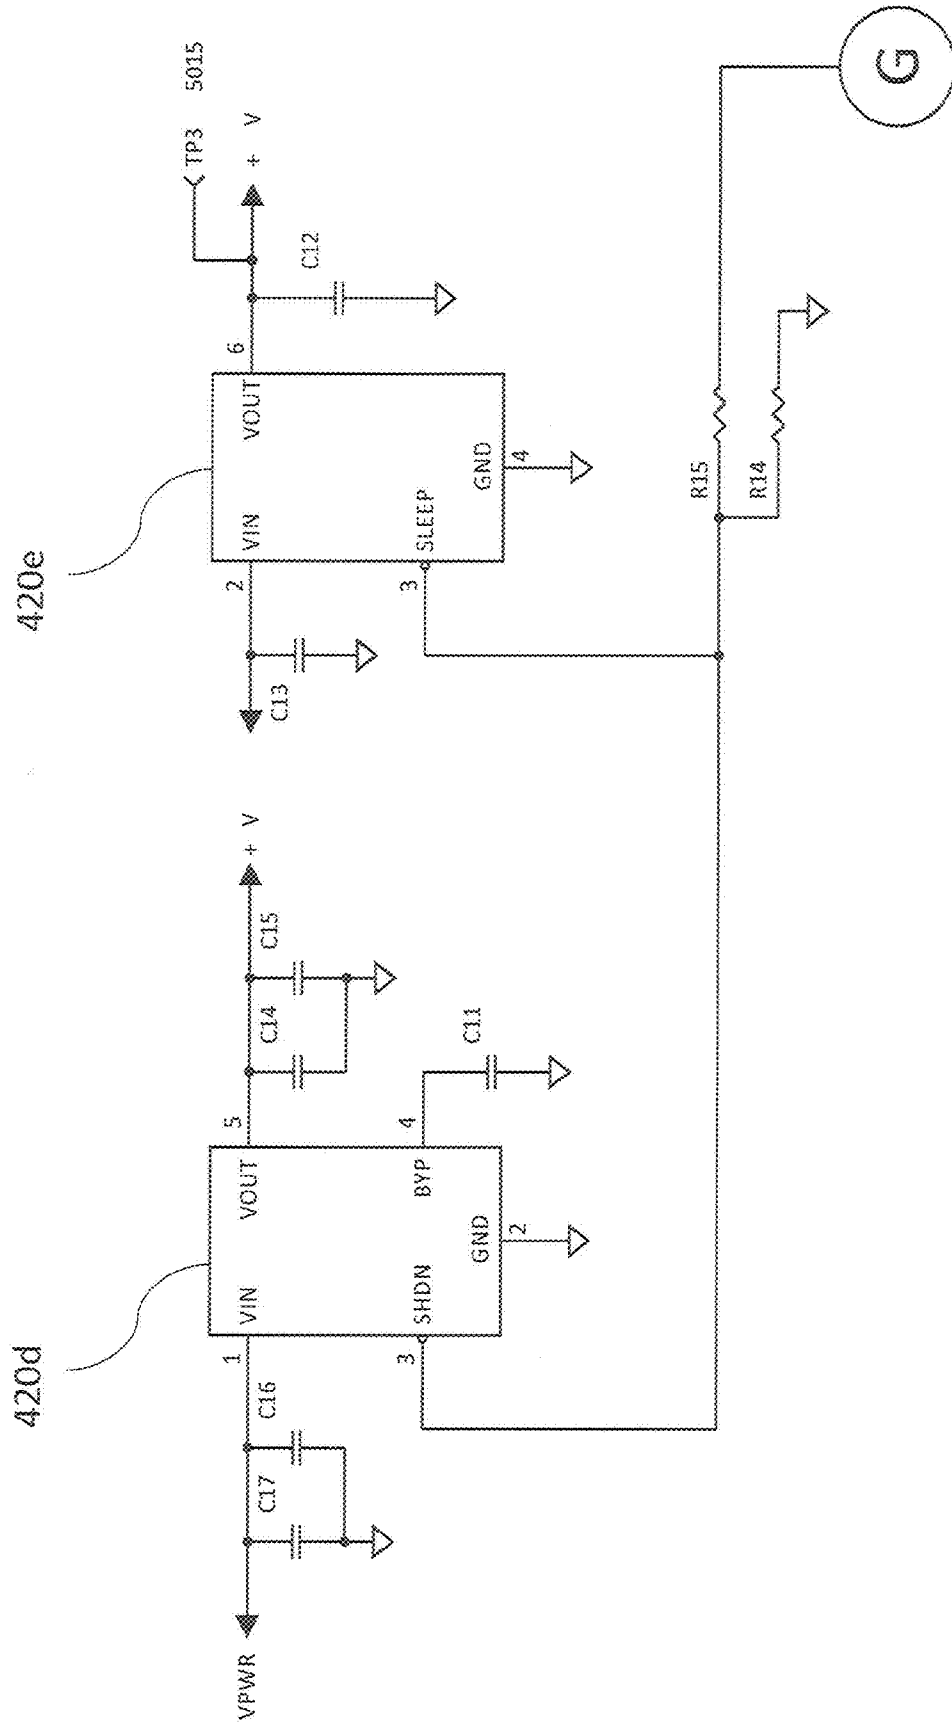 420d
420e
VPWR
C17
C16
1
VIN
VOUT
5
C14
C15
+ V
3
SHDN
BYP
4
C11
GND
2
C13
2
VIN
VOUT
6
C12
+ V
TP3 5015
3
SLEEP
GND
4
R15
R14
G